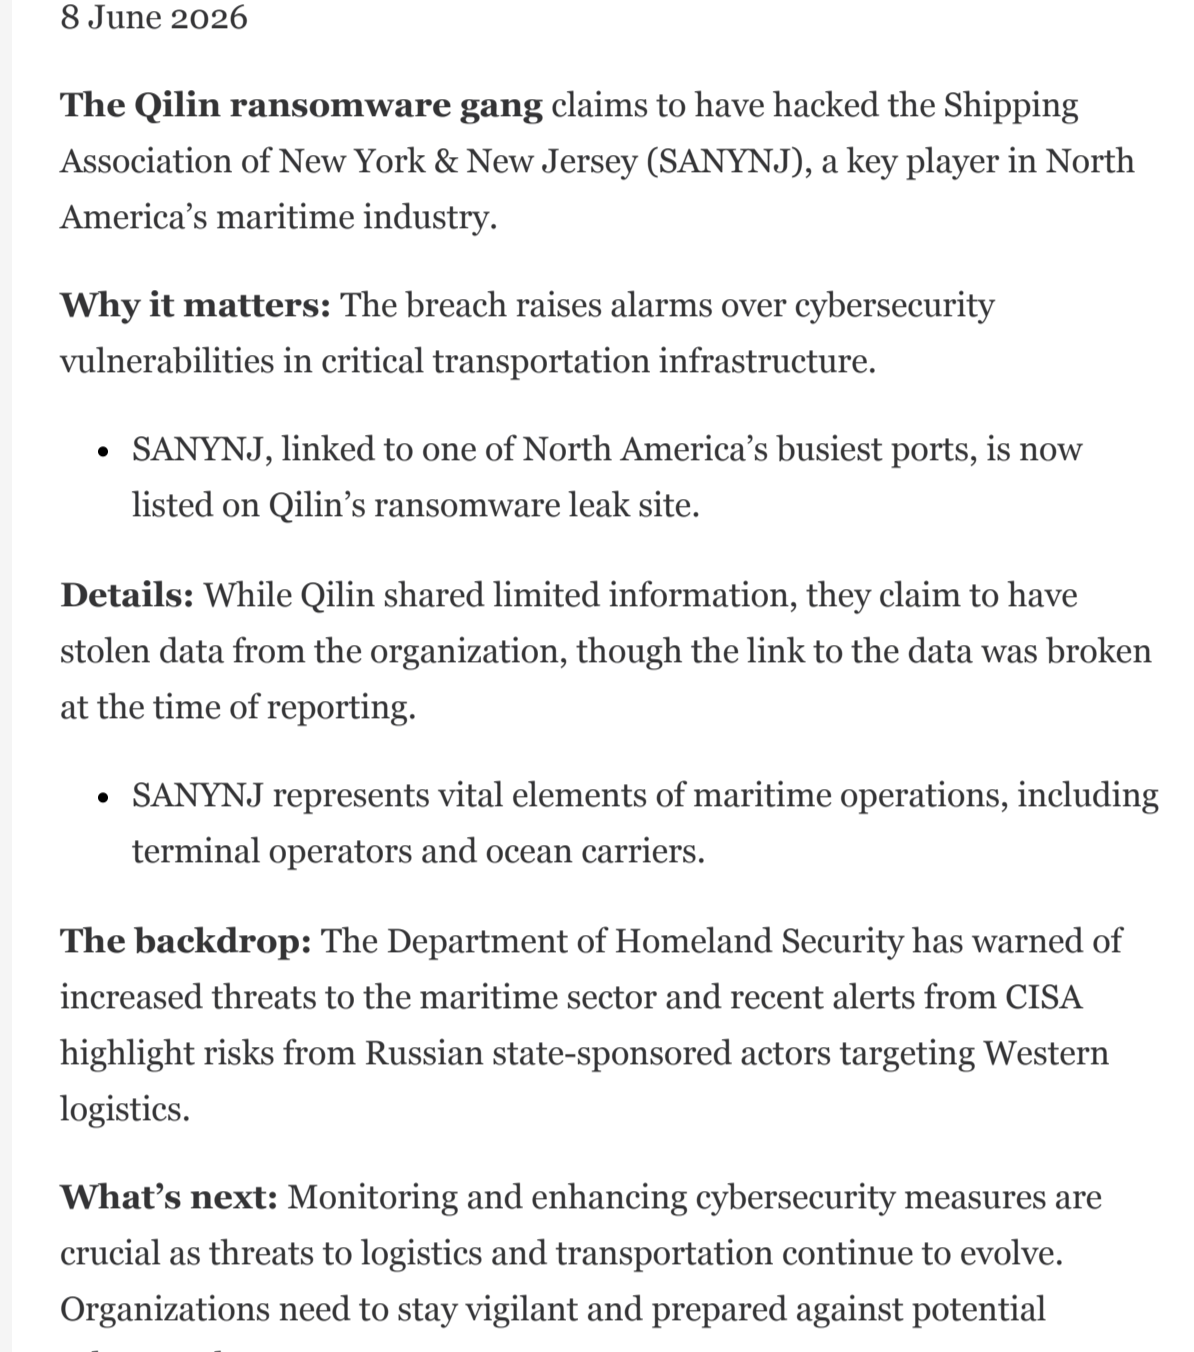 8 June 2026
The Qilin ransomware gang claims to have hacked the Shipping
Association of New York & New Jersey (SANYNJ), a key player in North
America’s maritime industry.
Why it matters: The breach raises alarms over cybersecurity
vulnerabilities in critical transportation infrastructure.
• SANYNJ, linked to one of North America’s busiest ports, is now
listed on Qilin’s ransomware leak site.
Details: While Qilin shared limited information, they claim to have
stolen data from the organization, though the link to the data was broken
at the time of reporting.
• SANYNJ represents vital elements of maritime operations, including
terminal operators and ocean carriers.
The backdrop: The Department of Homeland Security has warned of
increased threats to the maritime sector and recent alerts from CISA
highlight risks from Russian state-sponsored actors targeting Western
logistics.
What’s next: Monitoring and enhancing cybersecurity measures are
crucial as threats to logistics and transportation continue to evolve.
Organizations need to stay vigilant and prepared against potential